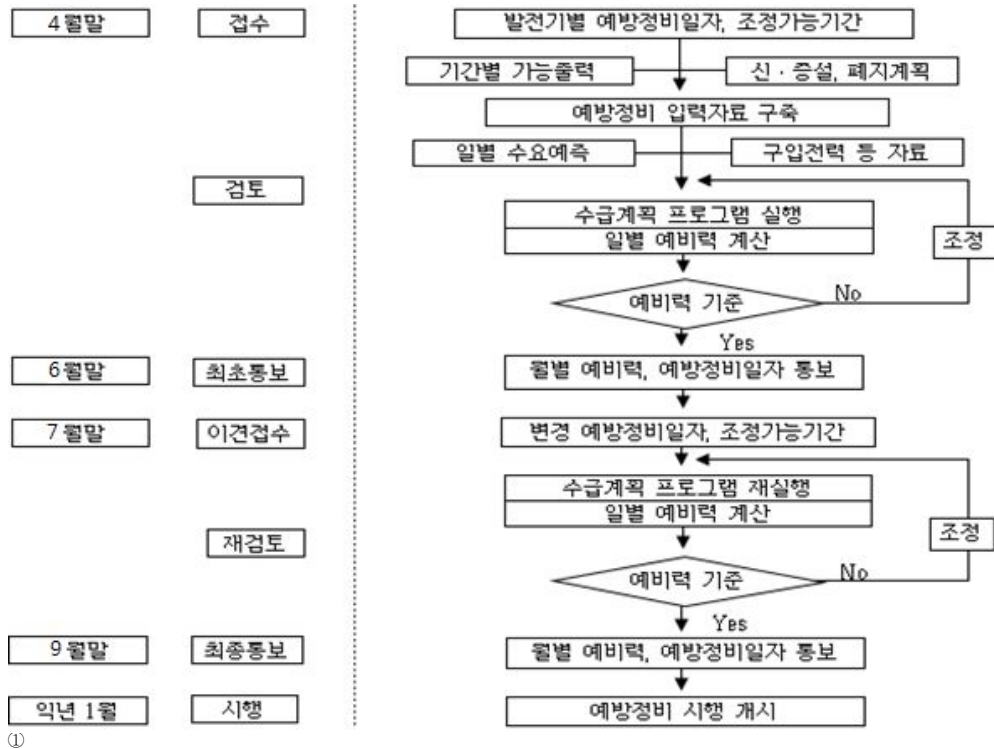 4월말 접수 발전기별 예방정비일자, 조정가능기간
기간별 가능출력 신 · 증설, 폐지계획
예방정비 입력자료 구축
일별 수요예측 구입전력 등 자료
검토
수급계획 프로그램 실행
일별 예비력 계산
조정
예비력 기준 No
Yes
6월말 최초통보 월별 예비력, 예방정비일자 통보
7월말 이견접수 변경 예방정비일자, 조정가능기간
수급계획 프로그램 재실행
일별 예비력 계산
조정
재검토
예비력 기준 No
Yes
9월말 최종통보 월별 예비력, 예방정비일자 통보
익년 1월 시행 예방정비 시행 개시
①